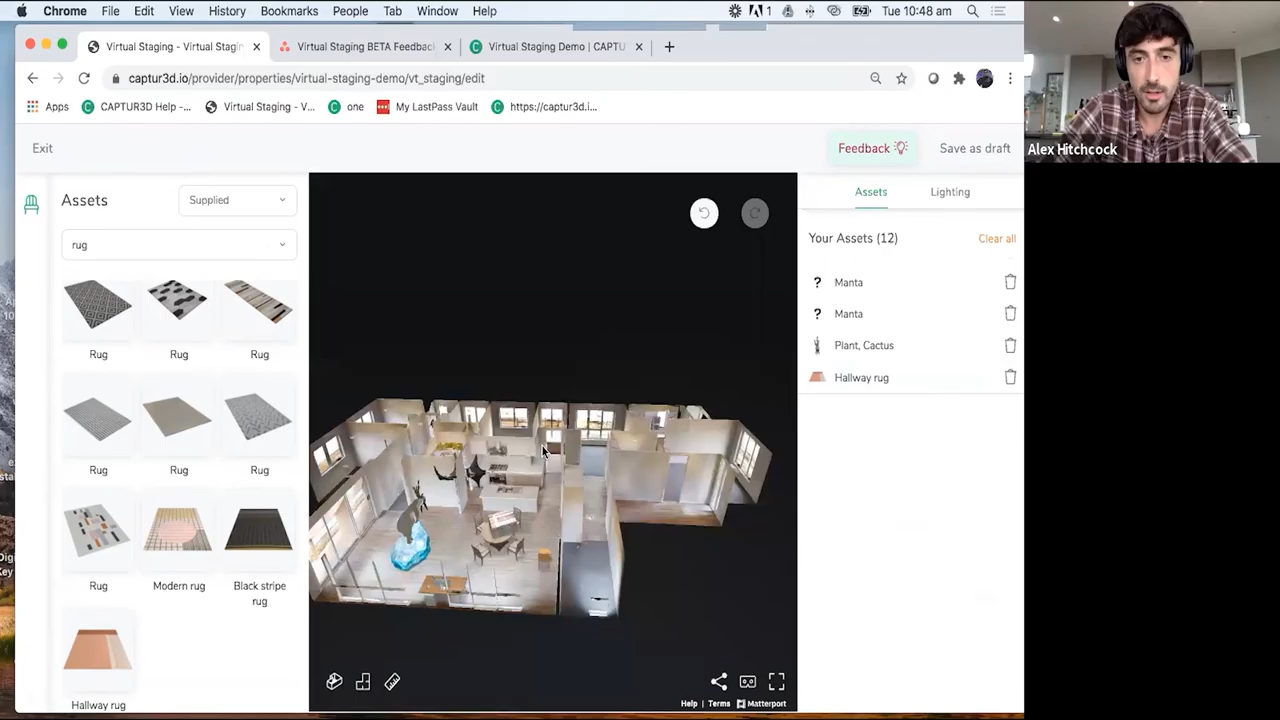 Chrome File Edit View History Bookmarks People Tab Window Help 1 Tue 10:48 am
Virtual Staging - Virtual Stagin
Virtual Staging BETA Feedback
Virtual Staging Demo | CAPTU
captur3d.io/provider/properties/virtual-staging-demo/vt_staging/edit
Apps CAPTUR3D Help -... Virtual Staging - V... one My LastPass Vault https://captur3d.i...
Alex Hitchcock
Exit
Feedback
Save as draft
Assets
Supplied
rug
Rug Rug Rug
Rug Rug Rug
Rug Modern rug Black stripe
rug
Hallway rug
Assets Lighting
Your Assets (12) Clear all
? Manta
? Manta
Plant, Cactus
Hallway rug
Help | Terms Matterport